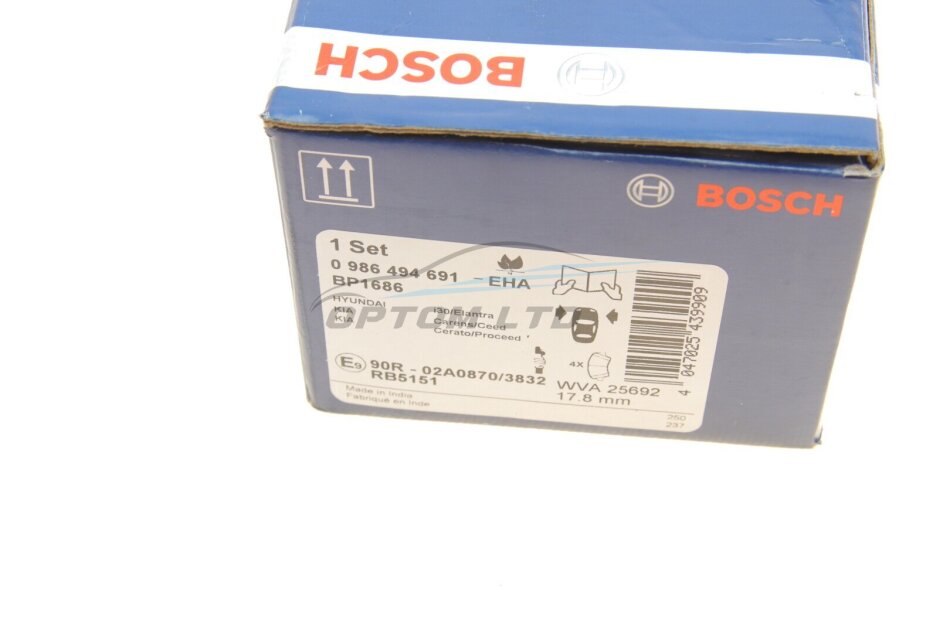 BOSCH
BOSCH
1 Set
0 986 494 691 - EHA
BP1686
HYUNDAI i30/Elantra
KIA Carens/Ceed
KIA Cerato/Proceed
OPTOM LTD
E9 90R - 02A0870/3832
RB5151
4X
WVA 25692
17.8 mm
Made in India
Fabriqué en Inde
250
237
4 047025 439909